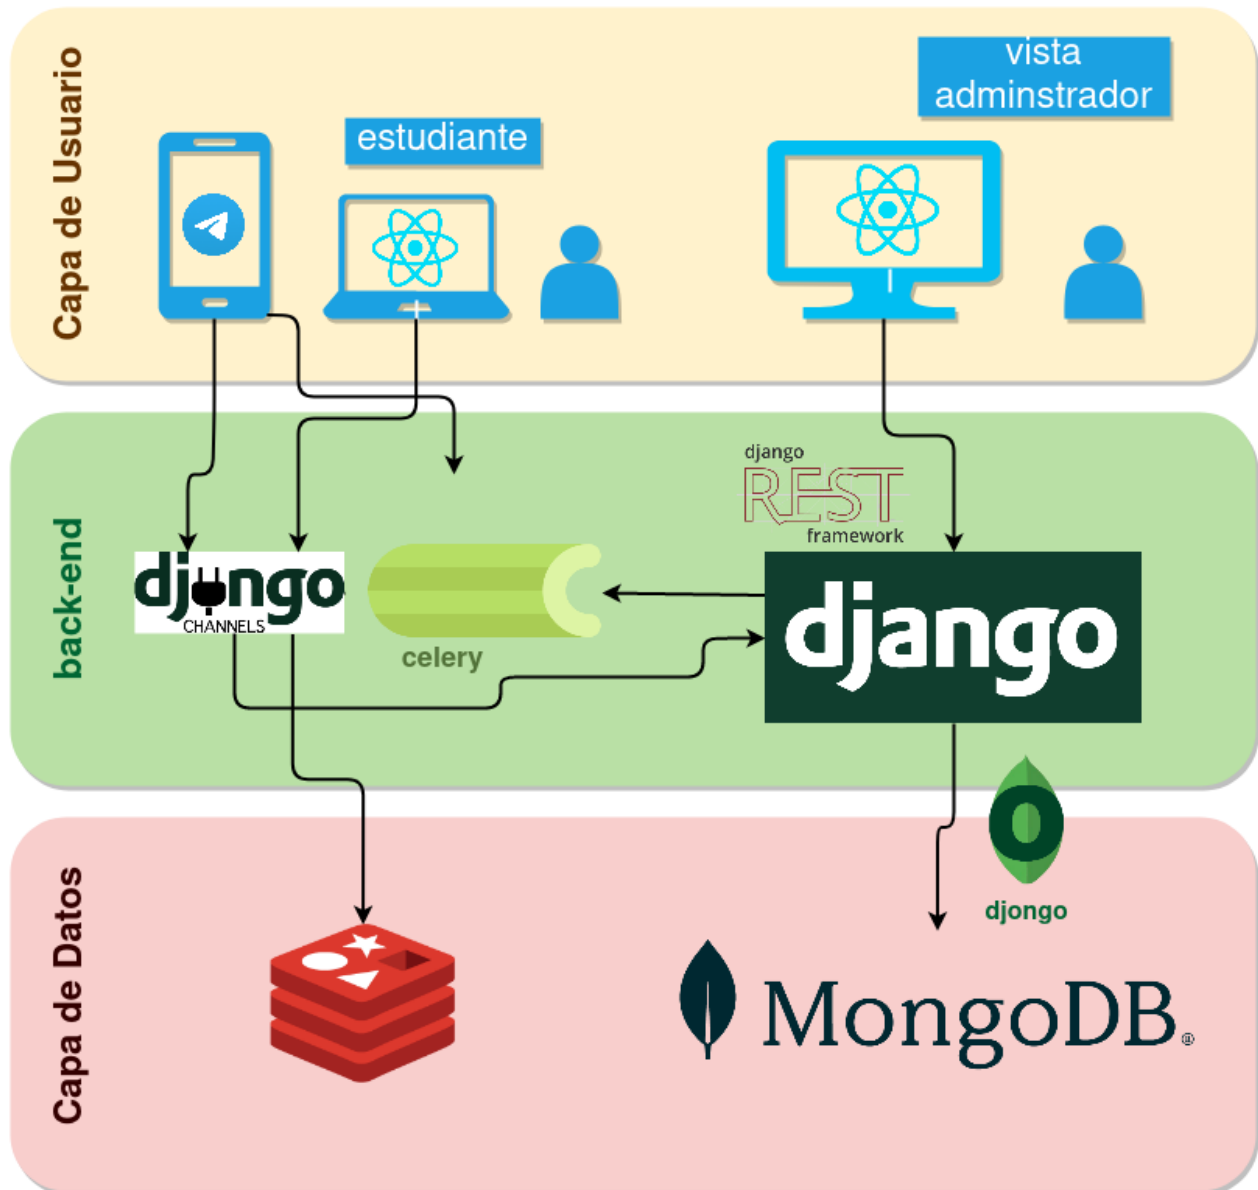 Capa de Usuario
vista
adminstrador
estudiante
back-end
django
REST
framework
django
CHANNELS
celery
django
djongo
Capa de Datos
MongoDB®